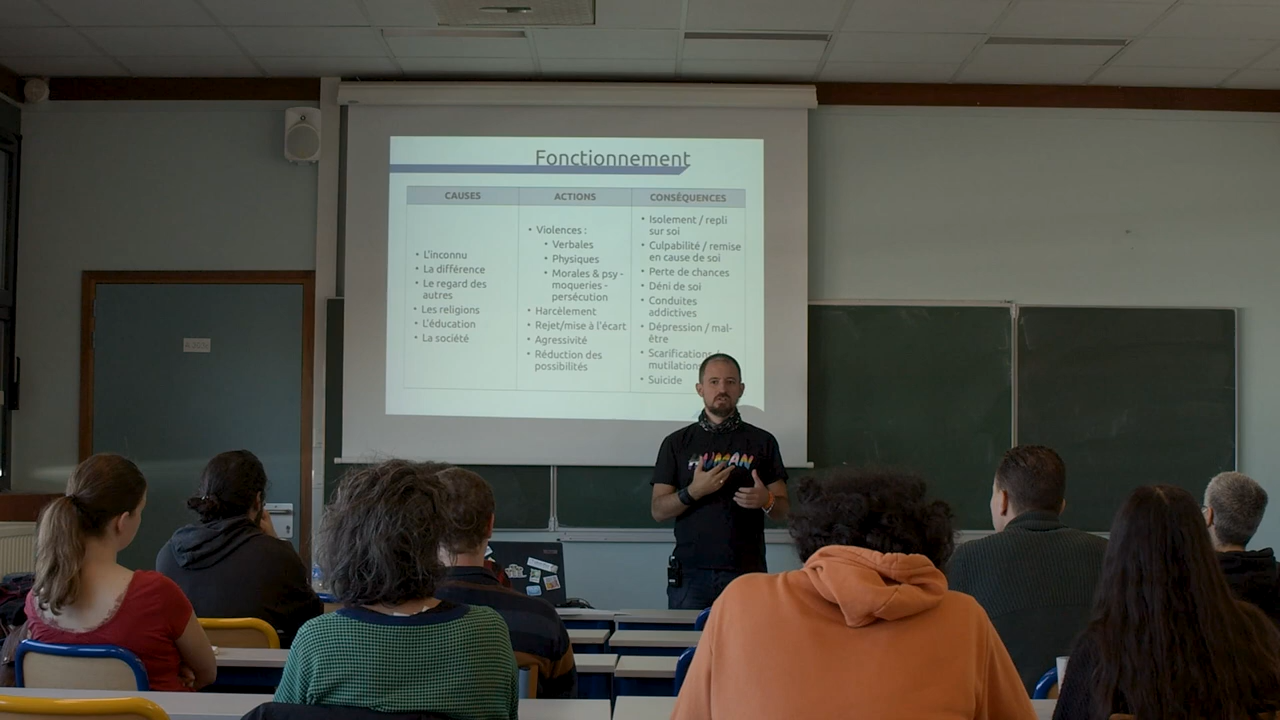 Fonctionnement
CAUSES
• L'inconnu
• La différence
• Le regard des
autres
• Les religions
• L'éducation
• La société
ACTIONS
• Violences :
• Verbales
• Physiques
• Morales & psy -
moqueries -
persécution
• Harcèlement
• Rejet/mise à l'écart
• Agressivité
• Réduction des
possibilités
CONSÉQUENCES
• Isolement / repli
sur soi
• Culpabilité / remise
en cause de soi
• Perte de chances
• Déni de soi
• Conduites
addictives
• Dépression / mal-
être
• Scarifications
mutilations
• Suicide
HUMAN